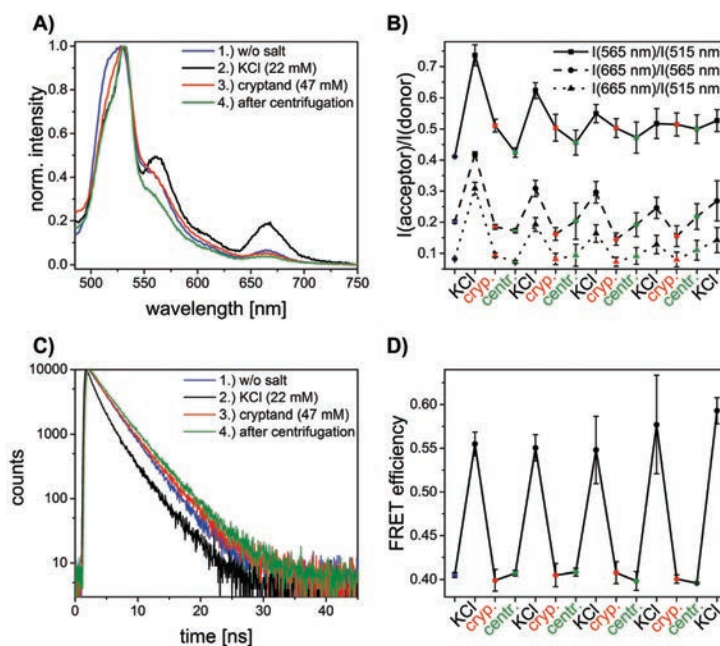 A)
1.0
0.8
0.6
0.4
0.2
0.0
norm. intensity
1.) w/o salt
2.) KCl (22 mM)
3.) cryptand (47 mM)
4.) after centrifugation
500 550 600 650 700 750
wavelength [nm]
B)
0.7
0.6
0.5
0.4
0.3
0.2
0.1
I(acceptor)/I(donor)
I(565 nm)/I(515 nm)
I(665 nm)/I(565 nm)
I(665 nm)/I(515 nm)
KCl cryp. centr. KCl cryp. centr. KCl cryp. centr. KCl cryp. centr. KCl
C)
10000
1000
100
10
counts
1.) w/o salt
2.) KCl (22 mM)
3.) cryptand (47 mM)
4.) after centrifugation
0 10 20 30 40
time [ns]
D)
0.60
0.55
0.50
0.45
0.40
FRET efficiency
KCl cryp. centr. KCl cryp. centr. KCl cryp. centr. KCl cryp. centr. KCl